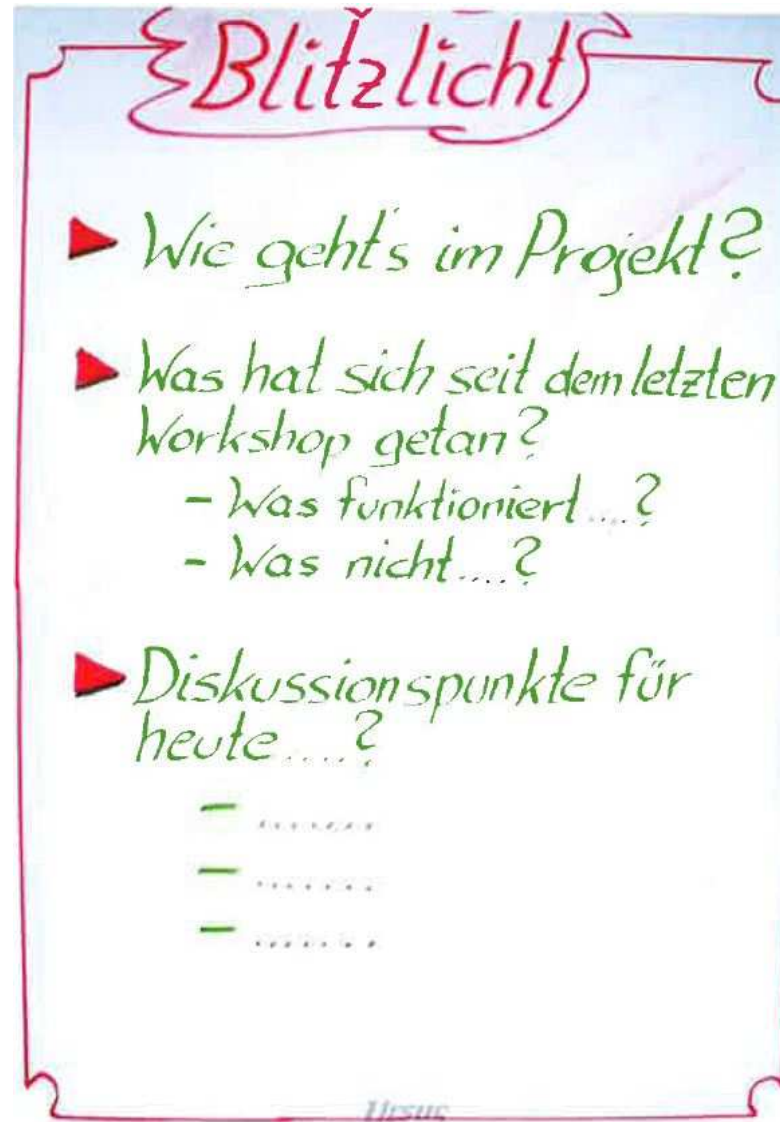 Blitzlicht
Wie geht's im Projekt?
Was hat sich seit dem letzten
Workshop getan?
- Was funktioniert....?
- Was nicht....?
Diskussionspunkte für
heute....?
- .......
- .......
- .......